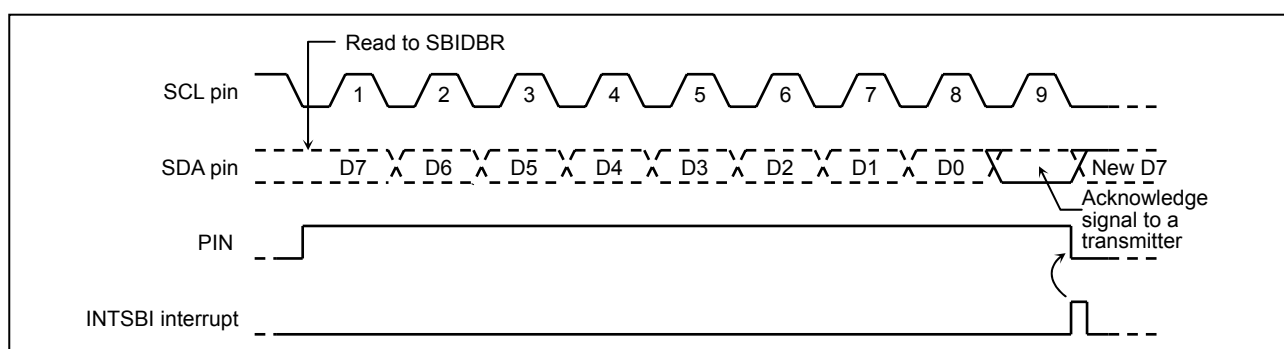 Read to SBIDBR
SCL pin
1 2 3 4 5 6 7 8 9
SDA pin
D7 D6 D5 D4 D3 D2 D1 D0 New D7
Acknowledge
signal to a
transmitter
PIN
INTSBI interrupt